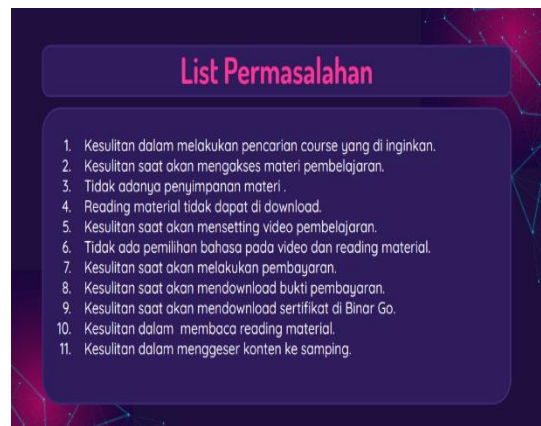 List Permasalahan
1. Kesulitan dalam melakukan pencarian course yang di inginkan.
2. Kesulitan saat akan mengakses materi pembelajaran.
3. Tidak adanya penyimpanan materi .
4. Reading material tidak dapat di download.
5. Kesulitan saat akan mensetting video pembelajaran.
6. Tidak ada pemilihan bahasa pada video dan reading material.
7. Kesulitan saat akan melakukan pembayaran.
8. Kesulitan saat akan mendownload bukti pembayaran.
9. Kesulitan saat akan mendownload sertifikat di Binar Go.
10. Kesulitan dalam membaca reading material.
11. Kesulitan dalam menggeser konten ke samping.